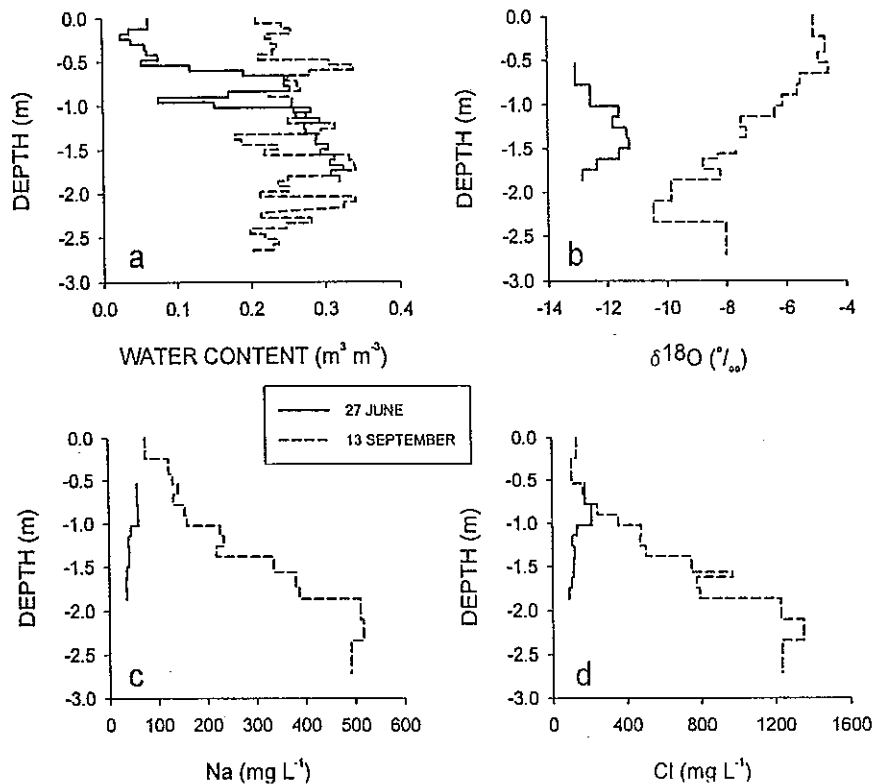 0.0
-0.5
-1.0
-1.5
-2.0
-2.5
-3.0
DEPTH (m)
a
0.0 0.1 0.2 0.3 0.4
WATER CONTENT (m³ m⁻³)
0.0
-0.5
-1.0
-1.5
-2.0
-2.5
-3.0
DEPTH (m)
b
-14 -12 -10 -8 -6 -4
δ18O (°/₀₀)
27 JUNE
13 SEPTEMBER
0.0
-0.5
-1.0
-1.5
-2.0
-2.5
-3.0
DEPTH (m)
c
0 100 200 300 400 500 600
Na (mg L⁻¹)
0.0
-0.5
-1.0
-1.5
-2.0
-2.5
-3.0
DEPTH (m)
d
0 400 800 1200 1600
Cl (mg L⁻¹)